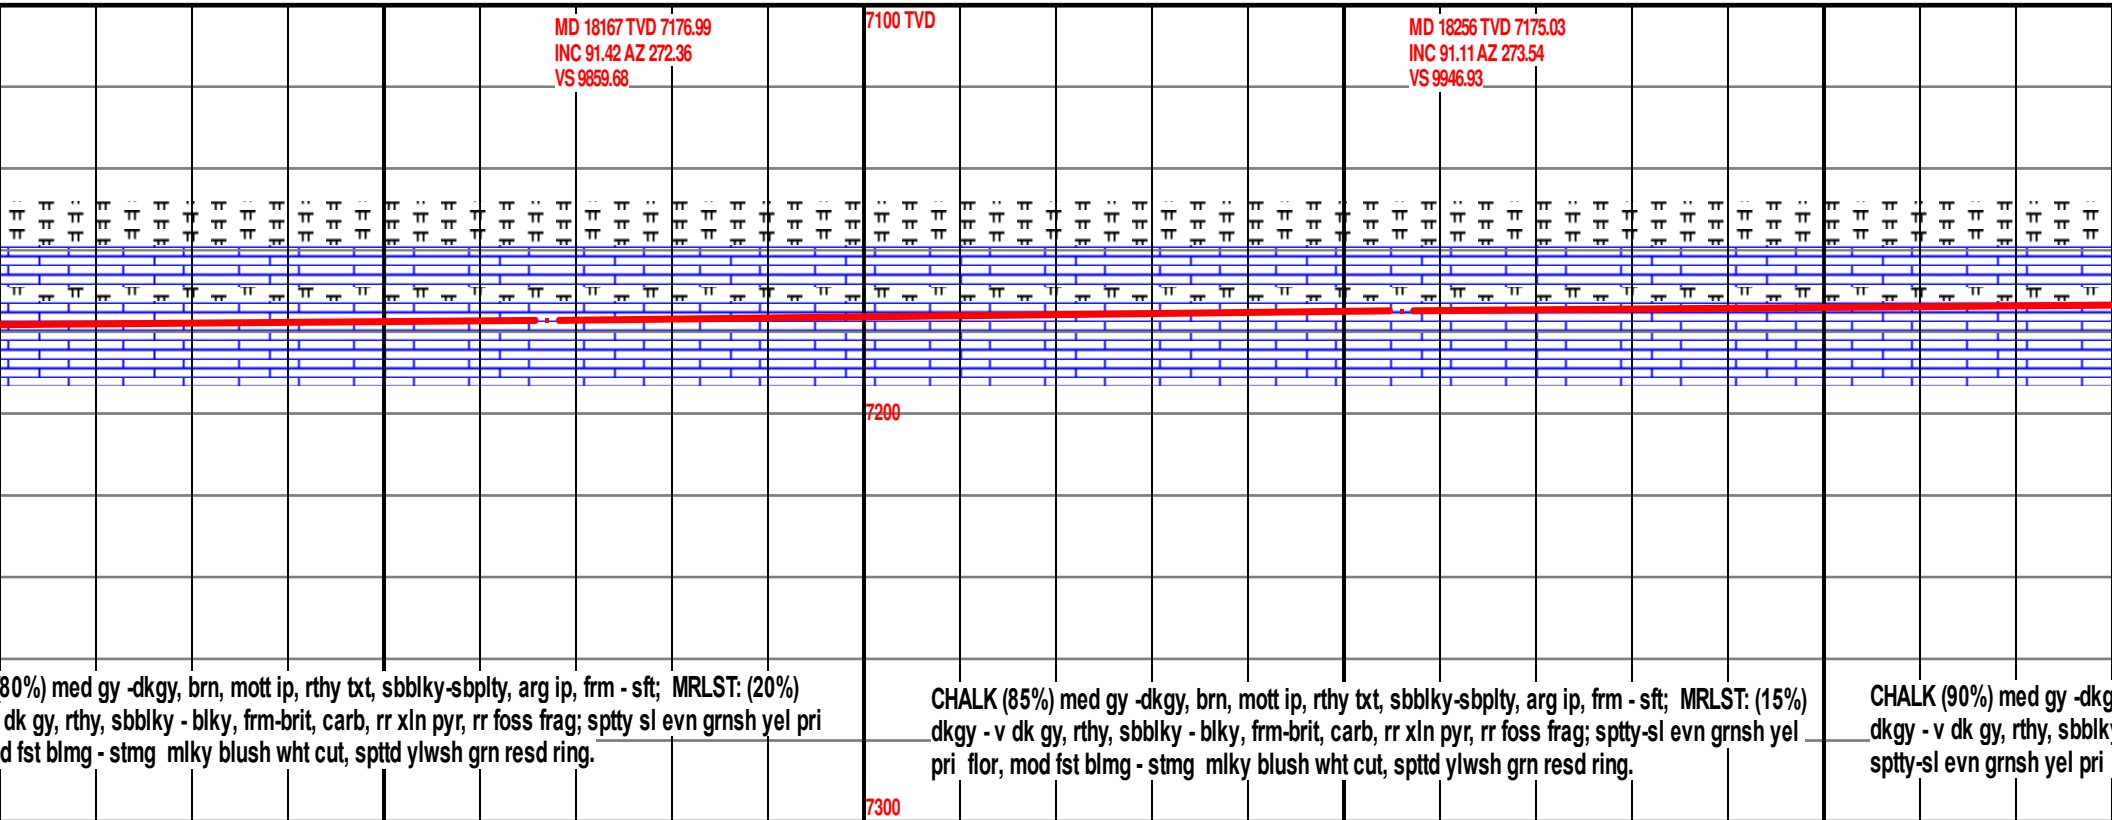 MD 18167 TVD 7176.99
INC 91.42 AZ 272.36
VS 9859.68
7100 TVD
MD 18256 TVD 7175.03
INC 91.11 AZ 273.54
VS 9946.93
7200
80%) med gy -dkgy, brn, mott ip, rthy txt, sbblky-sbplty, arg ip, frm - sft; MRLST: (20%)
dk gy, rthy, sbblky - blky, frm-brit, carb, rr xln pyr, rr foss frag; sptty sl evn grnsh yel pri
d fst blmg - stmg mlky blush wht cut, spttd ylwsh grn resd ring.
CHALK (85%) med gy -dkgy, brn, mott ip, rthy txt, sbblky-sbplty, arg ip, frm - sft; MRLST: (15%)
dkgy - v dk gy, rthy, sbblky - blky, frm-brit, carb, rr xln pyr, rr foss frag; sptty-sl evn grnsh yel
pri flor, mod fst blmg - stmg mlky blush wht cut, spttd ylwsh grn resd ring.
CHALK (90%) med gy -dkg
dkgy - v dk gy, rthy, sbblky
sptty-sl evn grnsh yel pri
7300